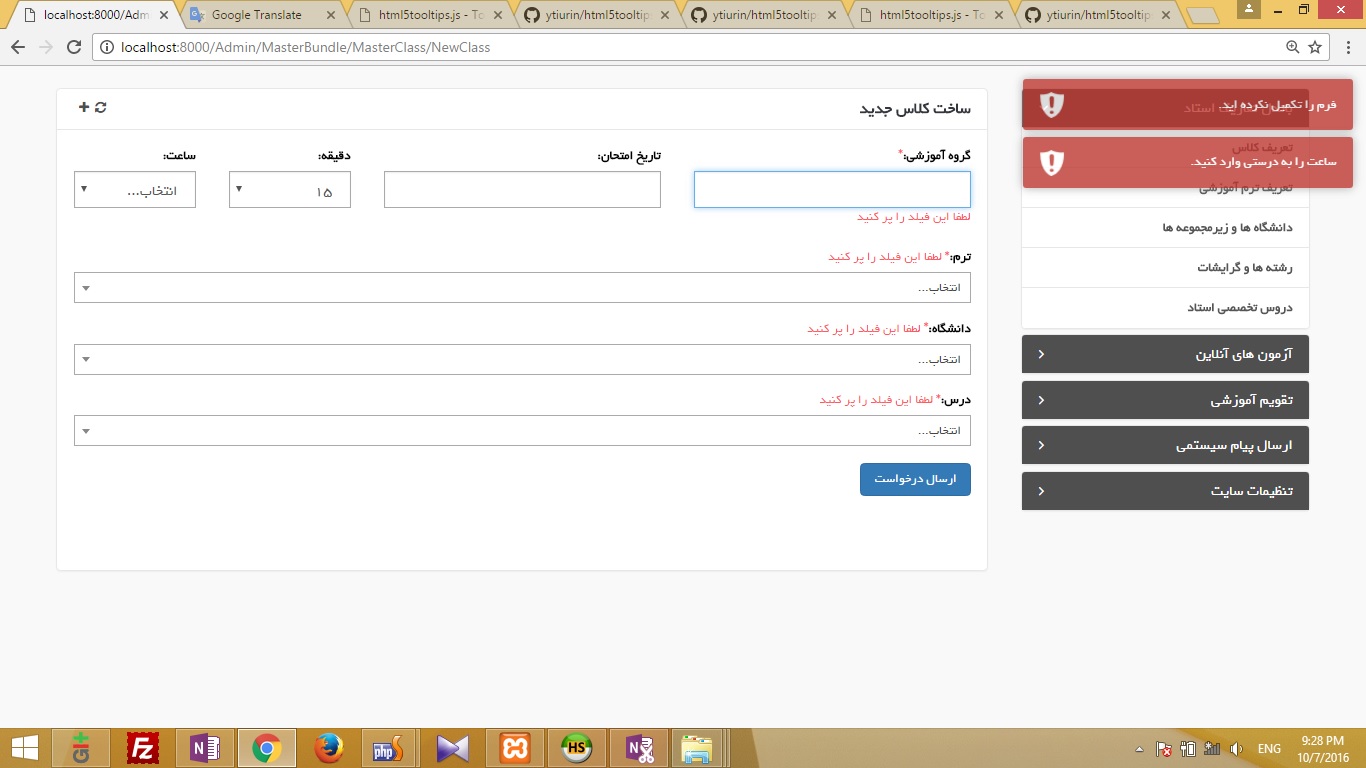 localhost:8000/Adm
Google Translate
html5tooltips.js - To
ytiurin/html5tooltip
ytiurin/html5tooltip
html5tooltips.js - To
ytiurin/html5tooltip
localhost:8000/Admin/MasterBundle/MasterClass/NewClass
فرم را تکمیل نکرده اید.
ساعت را به درستی وارد کنید.
تعریف کلاس
تعریف ترم آموزشی
دانشگاه ها و زیرمجموعه ها
رشته ها و گرایشات
دروس تخصصی استاد
آزمون های آنلاین
تقویم آموزشی
ارسال پیام سیستمی
تنظیمات سایت
ساخت کلاس جدید
گروه آموزشی:*
تاریخ امتحان:
دقیقه:
ساعت:
۱۵
انتخاب...
لطفا این فیلد را پر کنید
ترم:* لطفا این فیلد را پر کنید
انتخاب...
دانشگاه:* لطفا این فیلد را پر کنید
انتخاب...
درس:* لطفا این فیلد را پر کنید
انتخاب...
ارسال درخواست
ENG
9:28 PM
10/7/2016